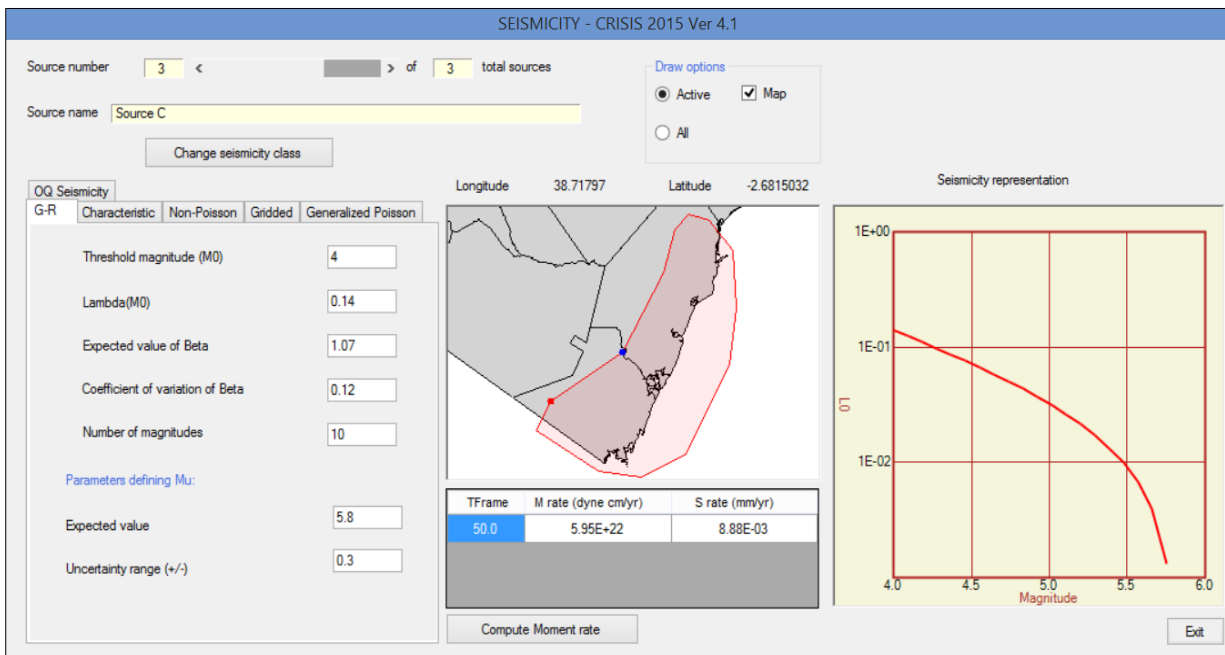 SEISMICITY - CRISIS 2015 Ver 4.1
Source number 3 < > of 3 total sources
Draw options
Active Map
All
Source name Source C
Change seismicity class
OQ Seismicity
G-R Characteristic Non-Poisson Gridded Generalized Poisson
Threshold magnitude (M0) 4
Lambda(M0) 0.14
Expected value of Beta 1.07
Coefficient of variation of Beta 0.12
Number of magnitudes 10
Parameters defining Mu:
Expected value 5.8
Uncertainty range (+/-) 0.3
Longitude 38.71797 Latitude -2.6815032
TFrame M rate (dyne cm/yr) S rate (mm/yr)
50.0 5.95E+22 8.88E-03
Compute Moment rate
Seismicity representation
1E+00
1E-01
L0
1E-02
4.0 4.5 5.0 5.5 6.0
Magnitude
Exit